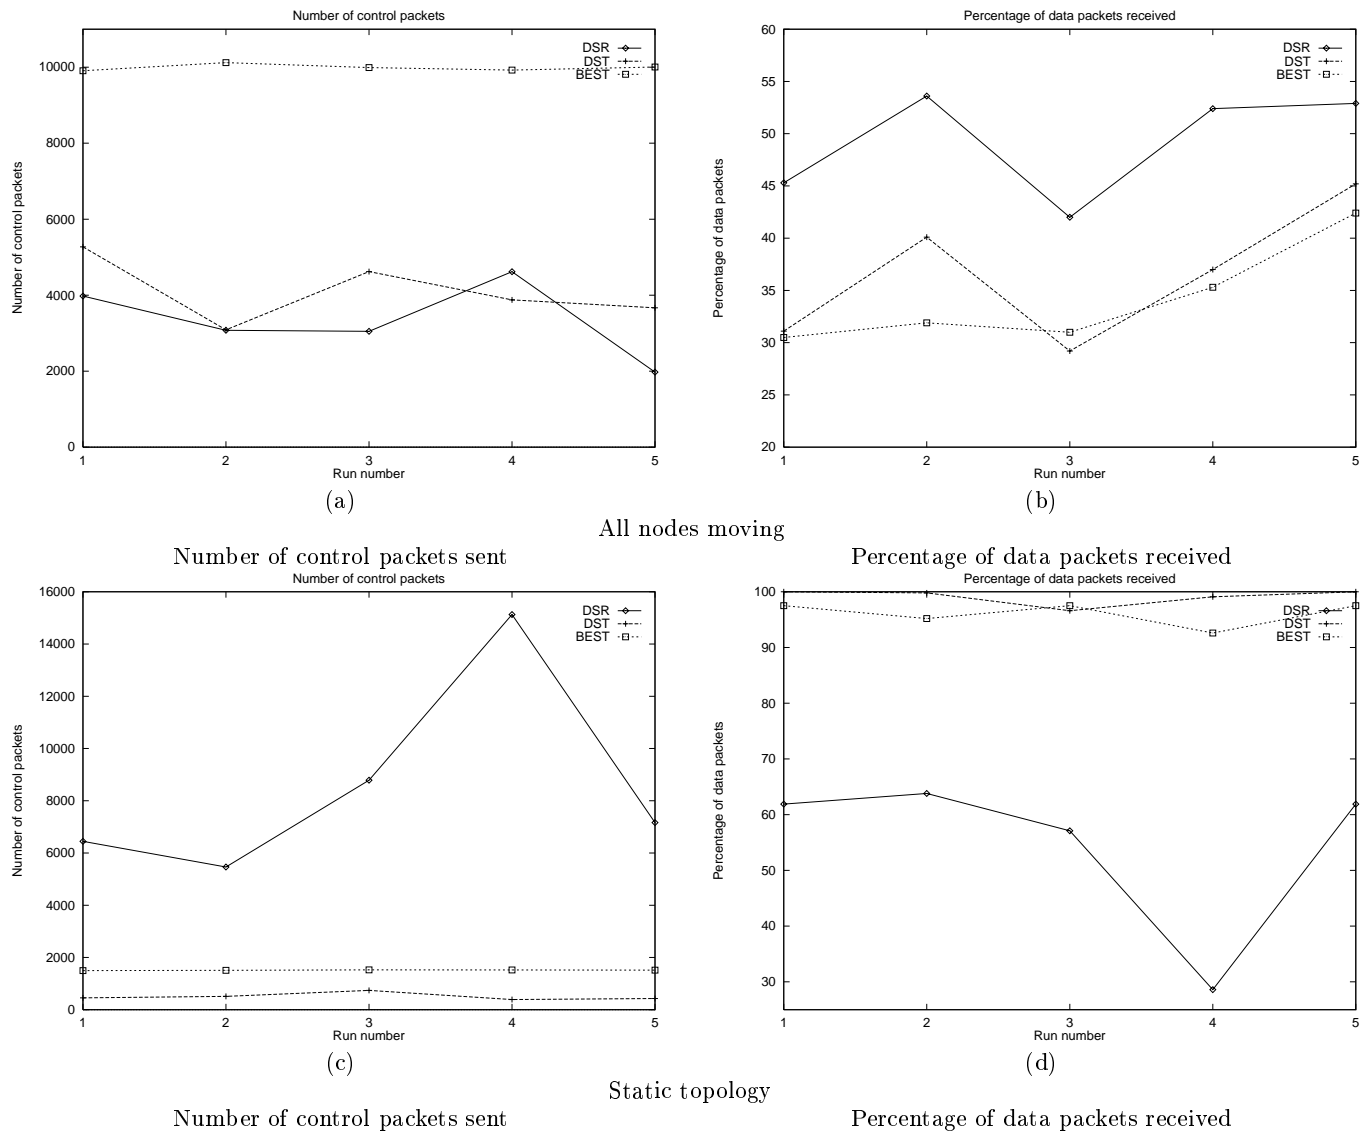 Number of control packets
10000
8000
6000
4000
2000
0
Number of control packets
DSR
DST
BEST
1 2 3 4 5
Run number
(a)
Percentage of data packets received
60
55
50
45
40
35
30
25
20
Percentage of data packets
DSR
DST
BEST
1 2 3 4 5
Run number
(b)
All nodes moving
Number of control packets sent
Percentage of data packets received
Number of control packets
16000
14000
12000
10000
8000
6000
4000
2000
0
Number of control packets
DSR
DST
BEST
1 2 3 4 5
Run number
(c)
Percentage of data packets received
100
90
80
70
60
50
40
30
Percentage of data packets
DSR
DST
BEST
1 2 3 4 5
Run number
(d)
Static topology
Number of control packets sent
Percentage of data packets received